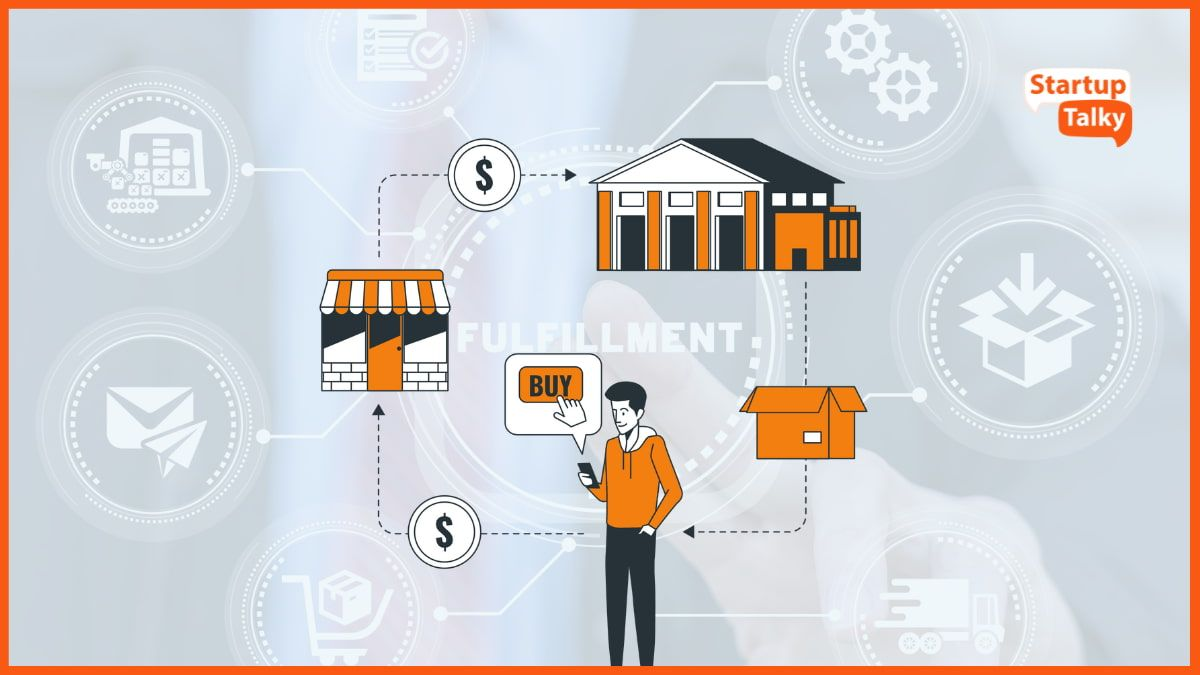 Startup
Talky
$
FULFILLMENT
BUY
$